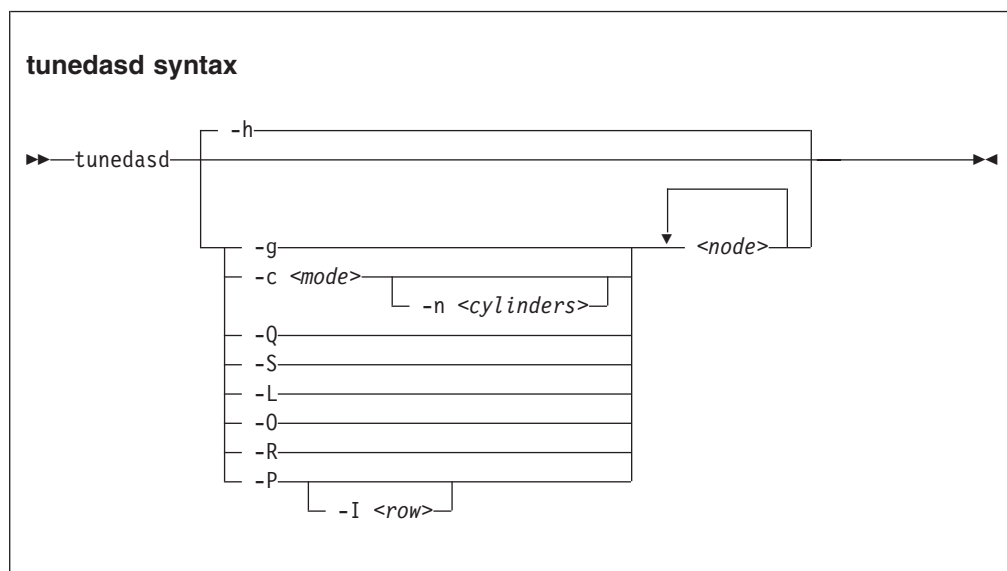 tunedasd syntax
-h
tunedasd
-g <node>
-c <mode>
-n <cylinders>
-Q
-S
-L
-O
-R
-P
-I <row>